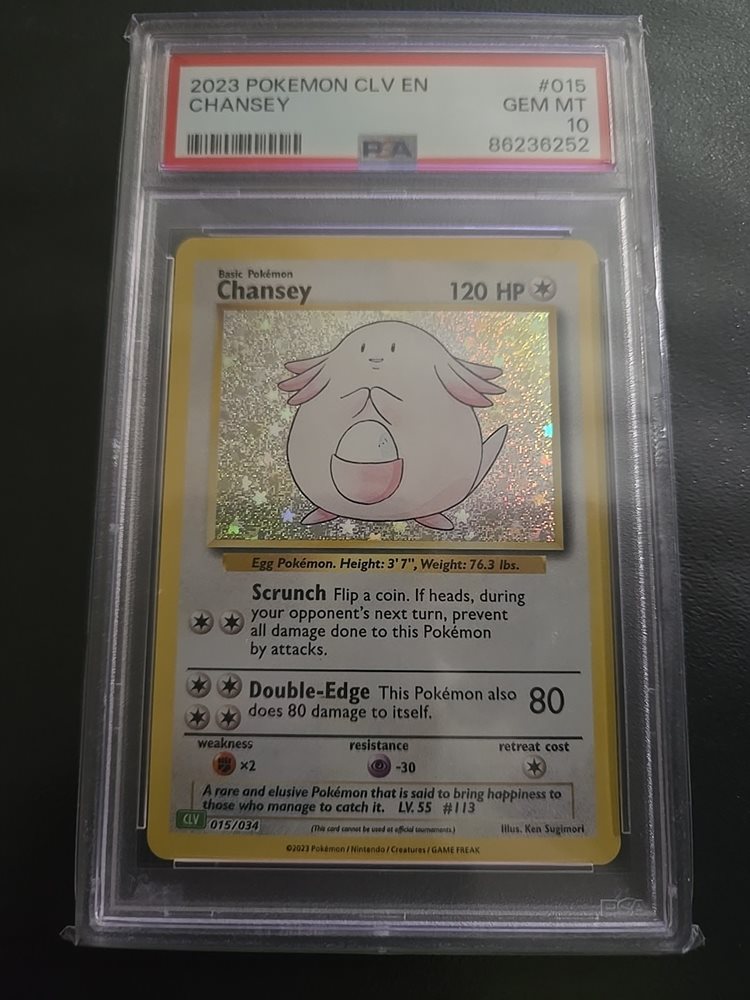 2023 POKEMON CLV EN #015
CHANSEY GEM MT
10
PSA 86236252
Basic Pokémon
Chansey 120 HP
Egg Pokémon. Height: 3'7", Weight: 76.3 lbs.
Scrunch Flip a coin. If heads, during
your opponent's next turn, prevent
all damage done to this Pokémon
by attacks.
Double-Edge This Pokémon also 80
does 80 damage to itself.
weakness resistance retreat cost
×2 -30
A rare and elusive Pokémon that is said to bring happiness to
those who manage to catch it. LV. 55 #113
CLV 015/034 (This card cannot be used at official tournaments.) Illus. Ken Sugimori
©2023 Pokémon / Nintendo / Creatures / GAME FREAK
PSA